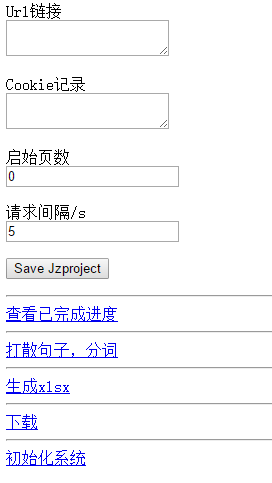 Url链接
Cookie记录
启始页数
0
请求间隔/s
5
Save Jzproject
查看已完成进度
打散句子，分词
生成xlsx
下载
初始化系统